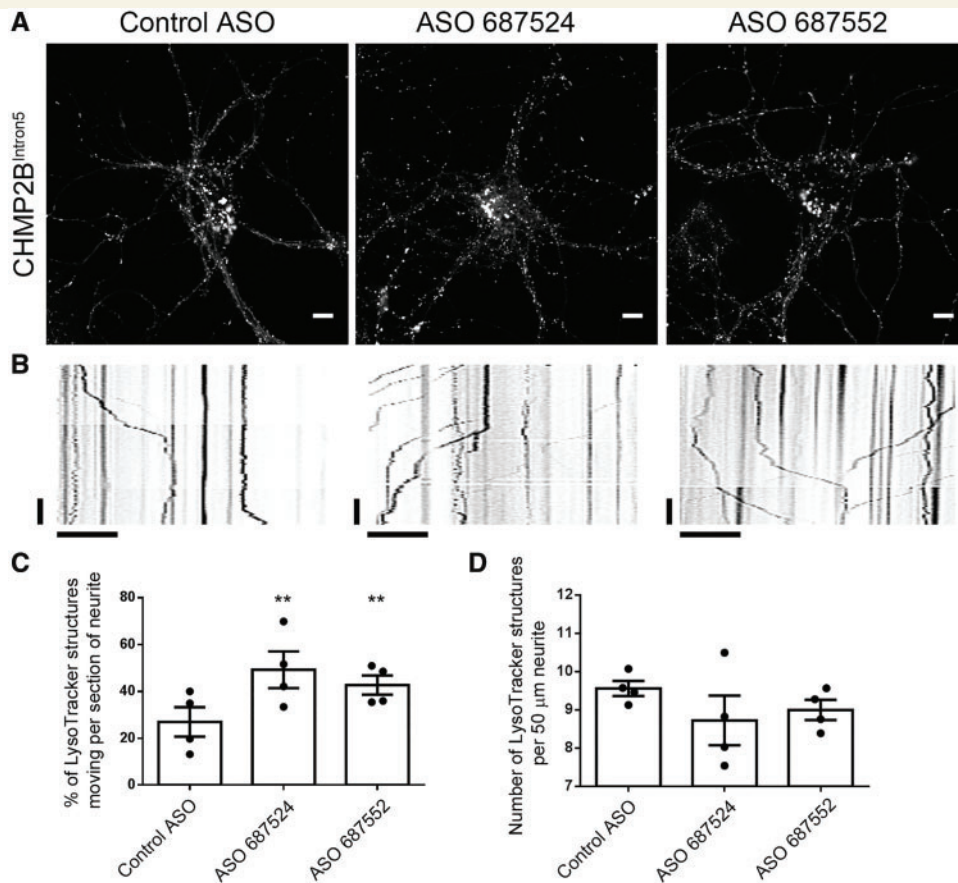 A
Control ASO
ASO 687524
ASO 687552
CHMP2BIntron5
B
C
% of LysoTracker structures
moving per section of neurite
80
60
40
20
0
**
**
Control ASO
ASO 687524
ASO 687552
D
Number of LysoTracker structures
per 50 μm neurite
12
11
10
9
8
7
Control ASO
ASO 687524
ASO 687552